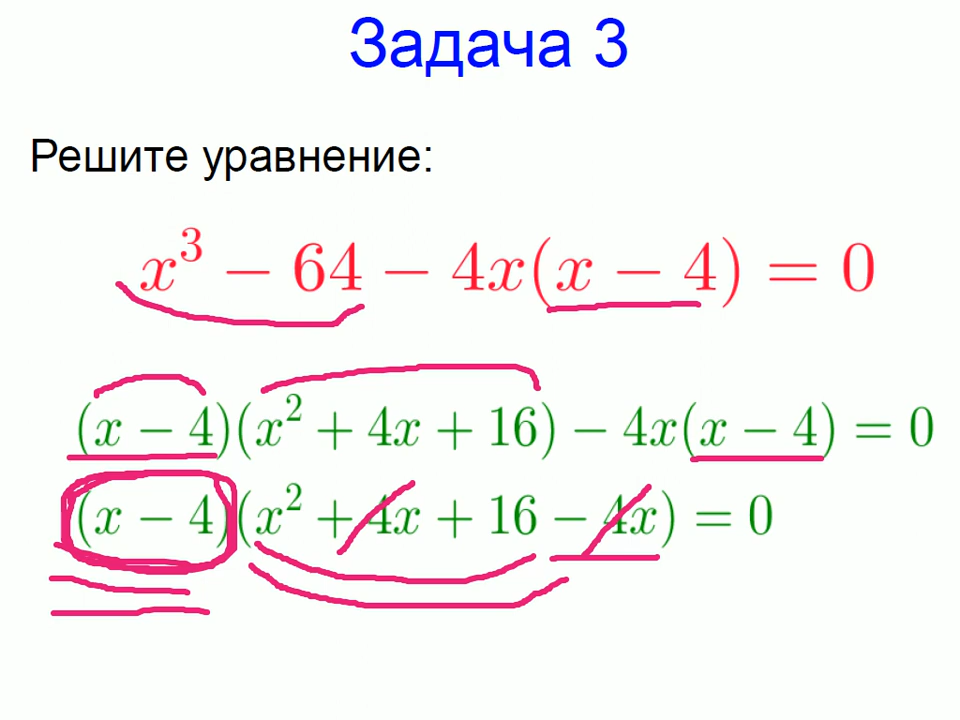 Задача 3
Решите уравнение:
x³ − 64 − 4x(x − 4) = 0
(x − 4)(x² + 4x + 16) − 4x(x − 4) = 0
(x − 4)(x² + 4x + 16 − 4x) = 0